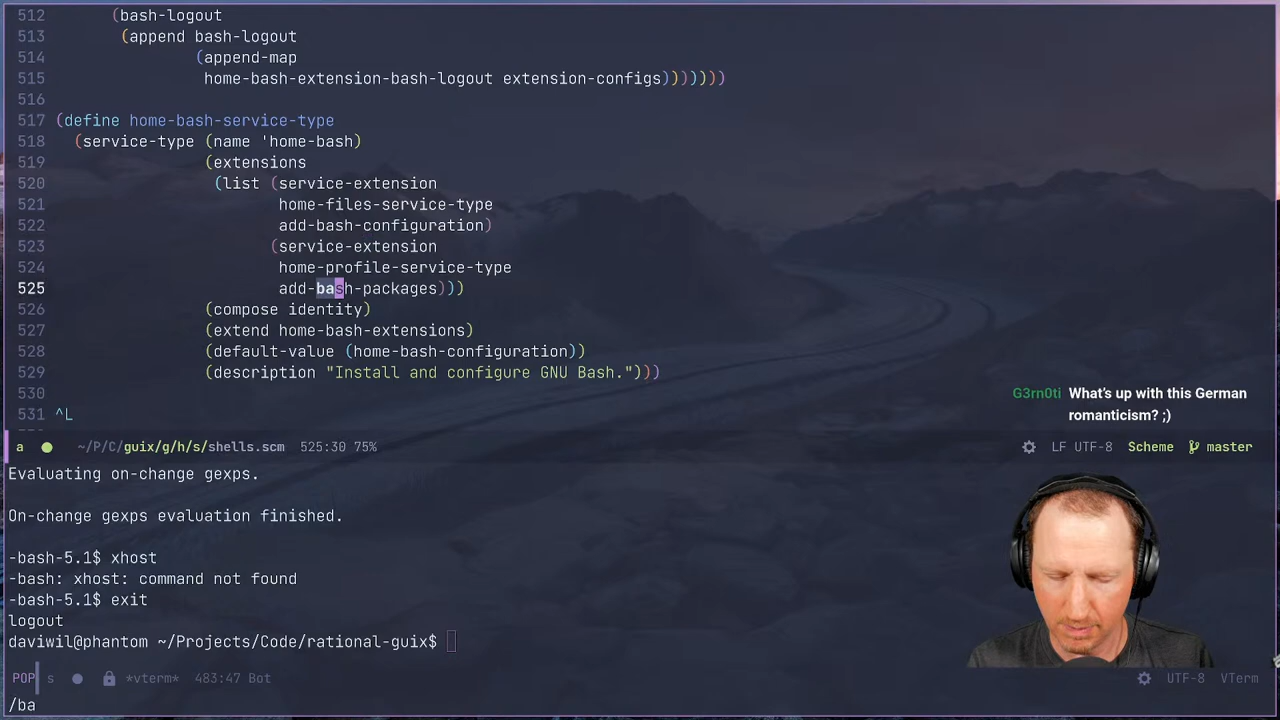 512       (bash-logout
513        (append bash-logout
514                (append-map
515                 home-bash-extension-bash-logout extension-configs)))))))
516
517 (define home-bash-service-type
518   (service-type (name 'home-bash)
519                 (extensions
520                  (list (service-extension
521                         home-files-service-type
522                         add-bash-configuration)
523                        (service-extension
524                         home-profile-service-type
525                         add-bash-packages)))
526                 (compose identity)
527                 (extend home-bash-extensions)
528                 (default-value (home-bash-configuration))
529                 (description "Install and configure GNU Bash.")))
530
G3rn0ti What's up with this German
romanticism? ;)
531 ^L
a ~/P/C/guix/g/h/s/shells.scm 525:30 75% LF UTF-8 Scheme master
Evaluating on-change gexps.
On-change gexps evaluation finished.
-bash-5.1$ xhost
-bash: xhost: command not found
-bash-5.1$ exit
logout
daviwil@phantom ~/Projects/Code/rational-guix$
POP s *vterm* 483:47 Bot UTF-8 VTerm
/ba